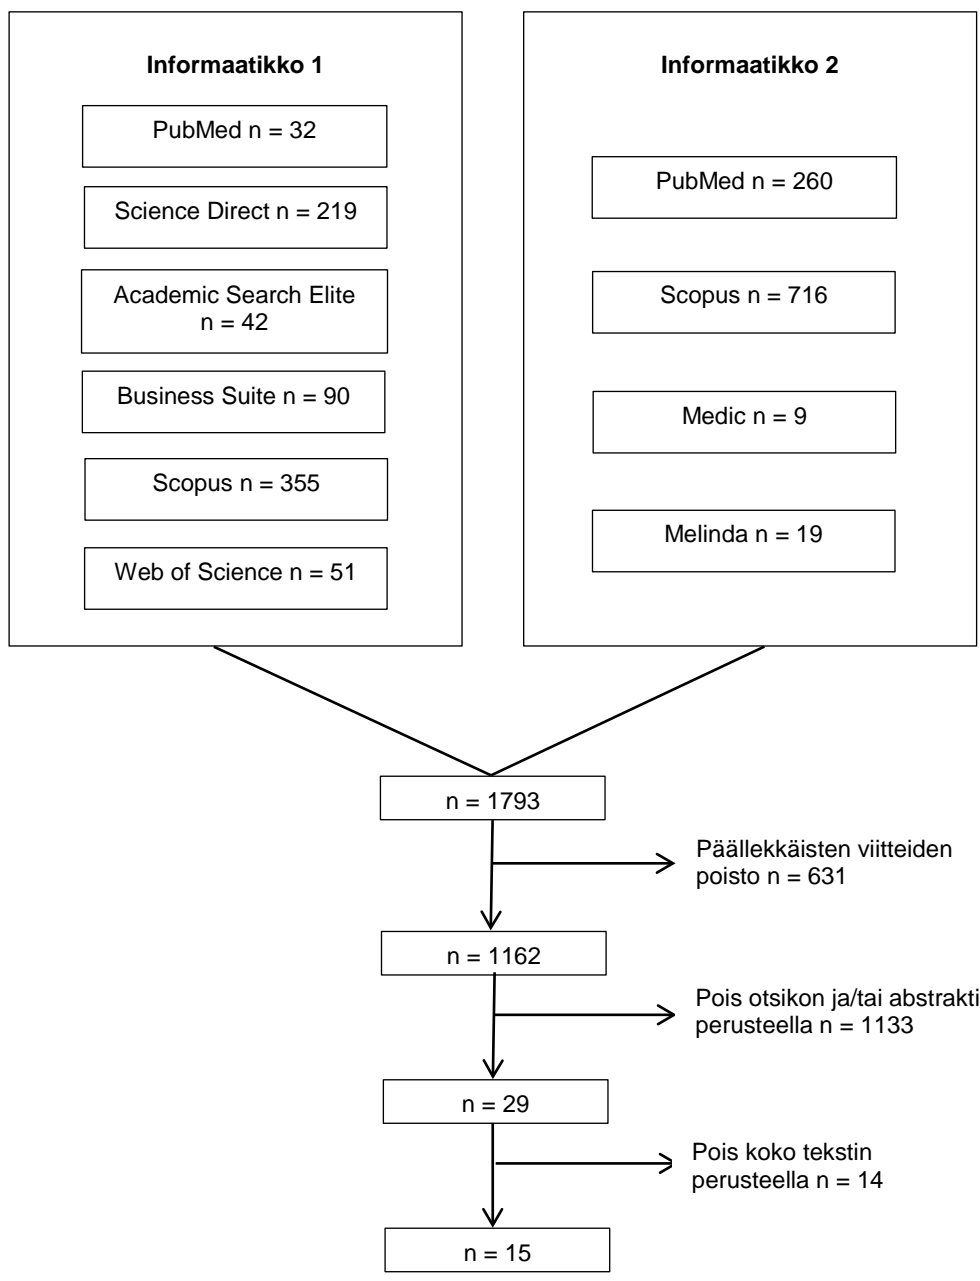 Informaatikko 1
PubMed n = 32
Science Direct n = 219
Academic Search Elite
n = 42
Business Suite n = 90
Scopus n = 355
Web of Science n = 51
Informaatikko 2
PubMed n = 260
Scopus n = 716
Medic n = 9
Melinda n = 19
n = 1793
Päällekkäisten viitteiden
poisto n = 631
n = 1162
Pois otsikon ja/tai abstrakti
perusteella n = 1133
n = 29
Pois koko tekstin
perusteella n = 14
n = 15